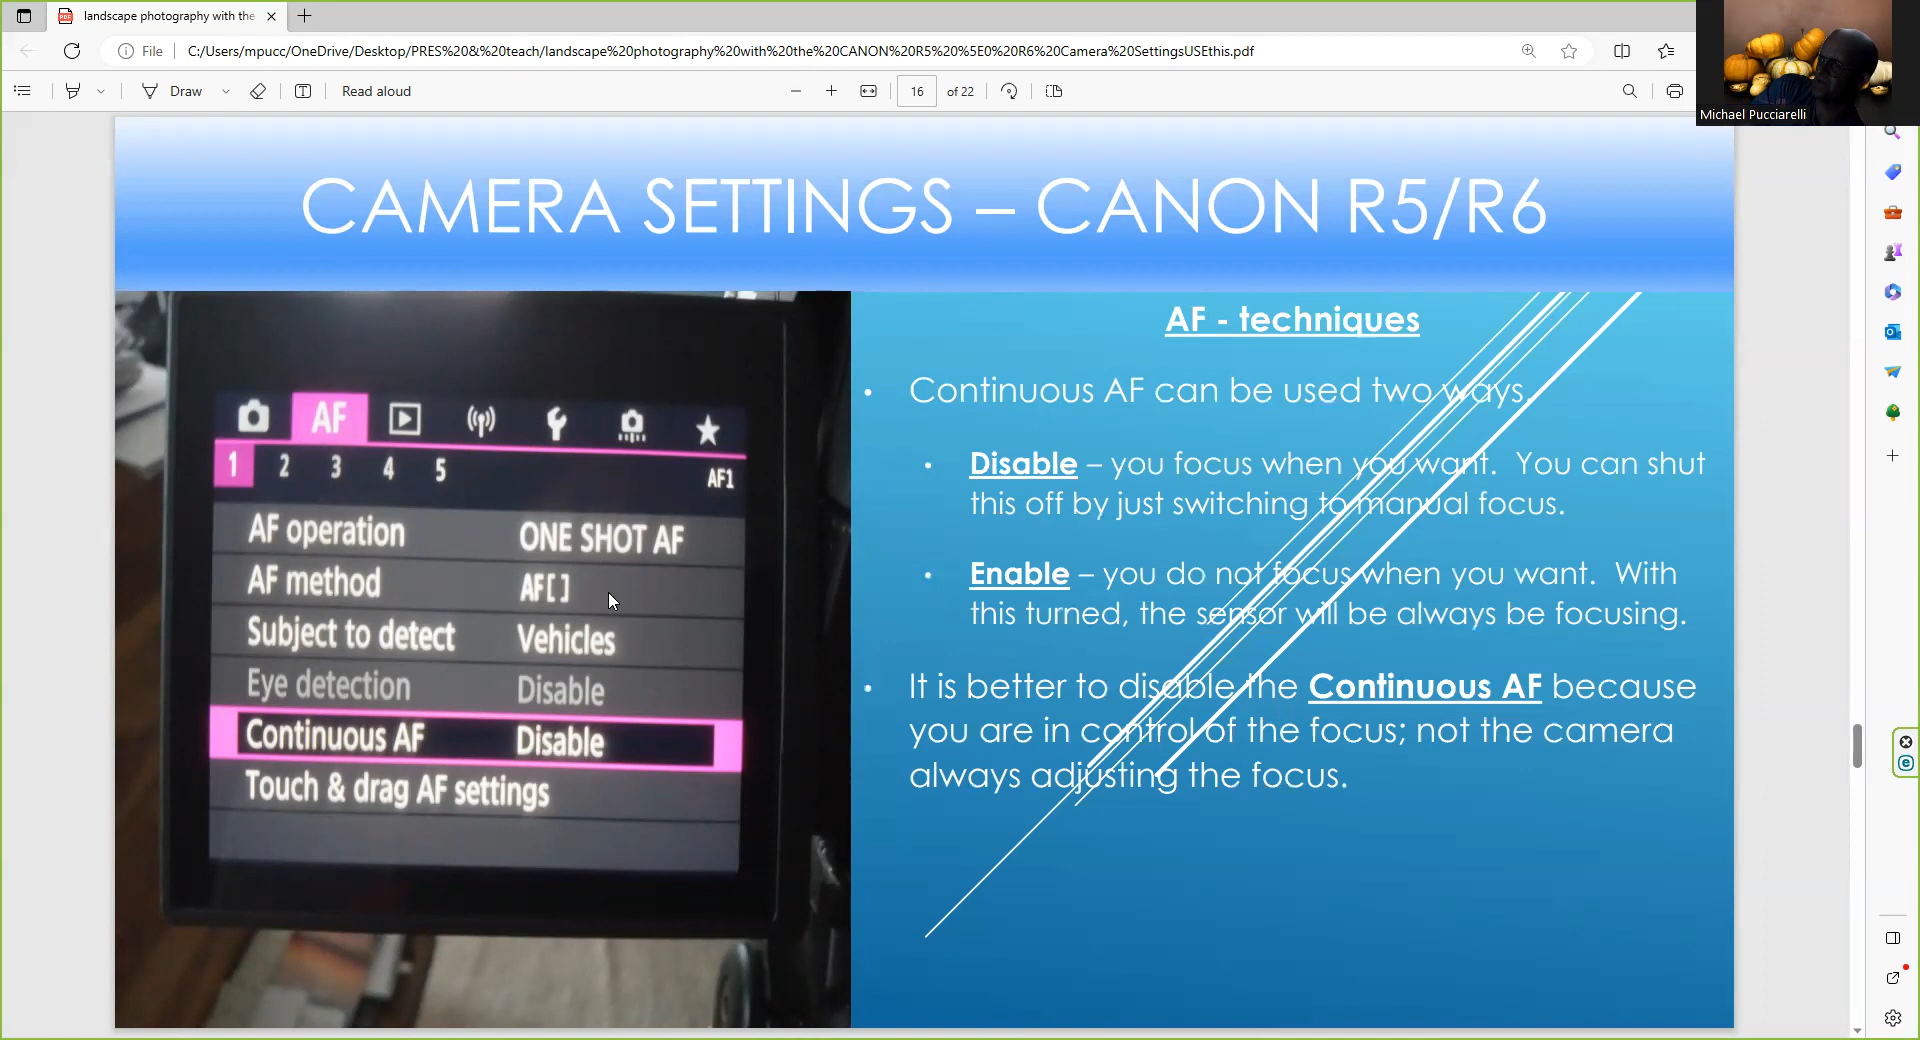 landscape photography with the
File
C:/Users/mpucc/OneDrive/Desktop/PRES%20&%20teach/landscape%20photography%20with%20the%20CANON%20R5%20%5E0%20R6%20Camera%20SettingsUSEthis.pdf
Draw
Read aloud
16
of 22
Michael Pucciarelli
CAMERA SETTINGS – CANON R5/R6
AF
1 2 3 4 5
AF1
AF operation ONE SHOT AF
AF method AF[ ]
Subject to detect Vehicles
Eye detection Disable
Continuous AF Disable
Touch & drag AF settings
AF - techniques
• Continuous AF can be used two ways.
• Disable – you focus when you want. You can shut
this off by just switching to manual focus.
• Enable – you do not focus when you want. With
this turned, the sensor will be always be focusing.
• It is better to disable the Continuous AF because
you are in control of the focus; not the camera
always adjusting the focus.